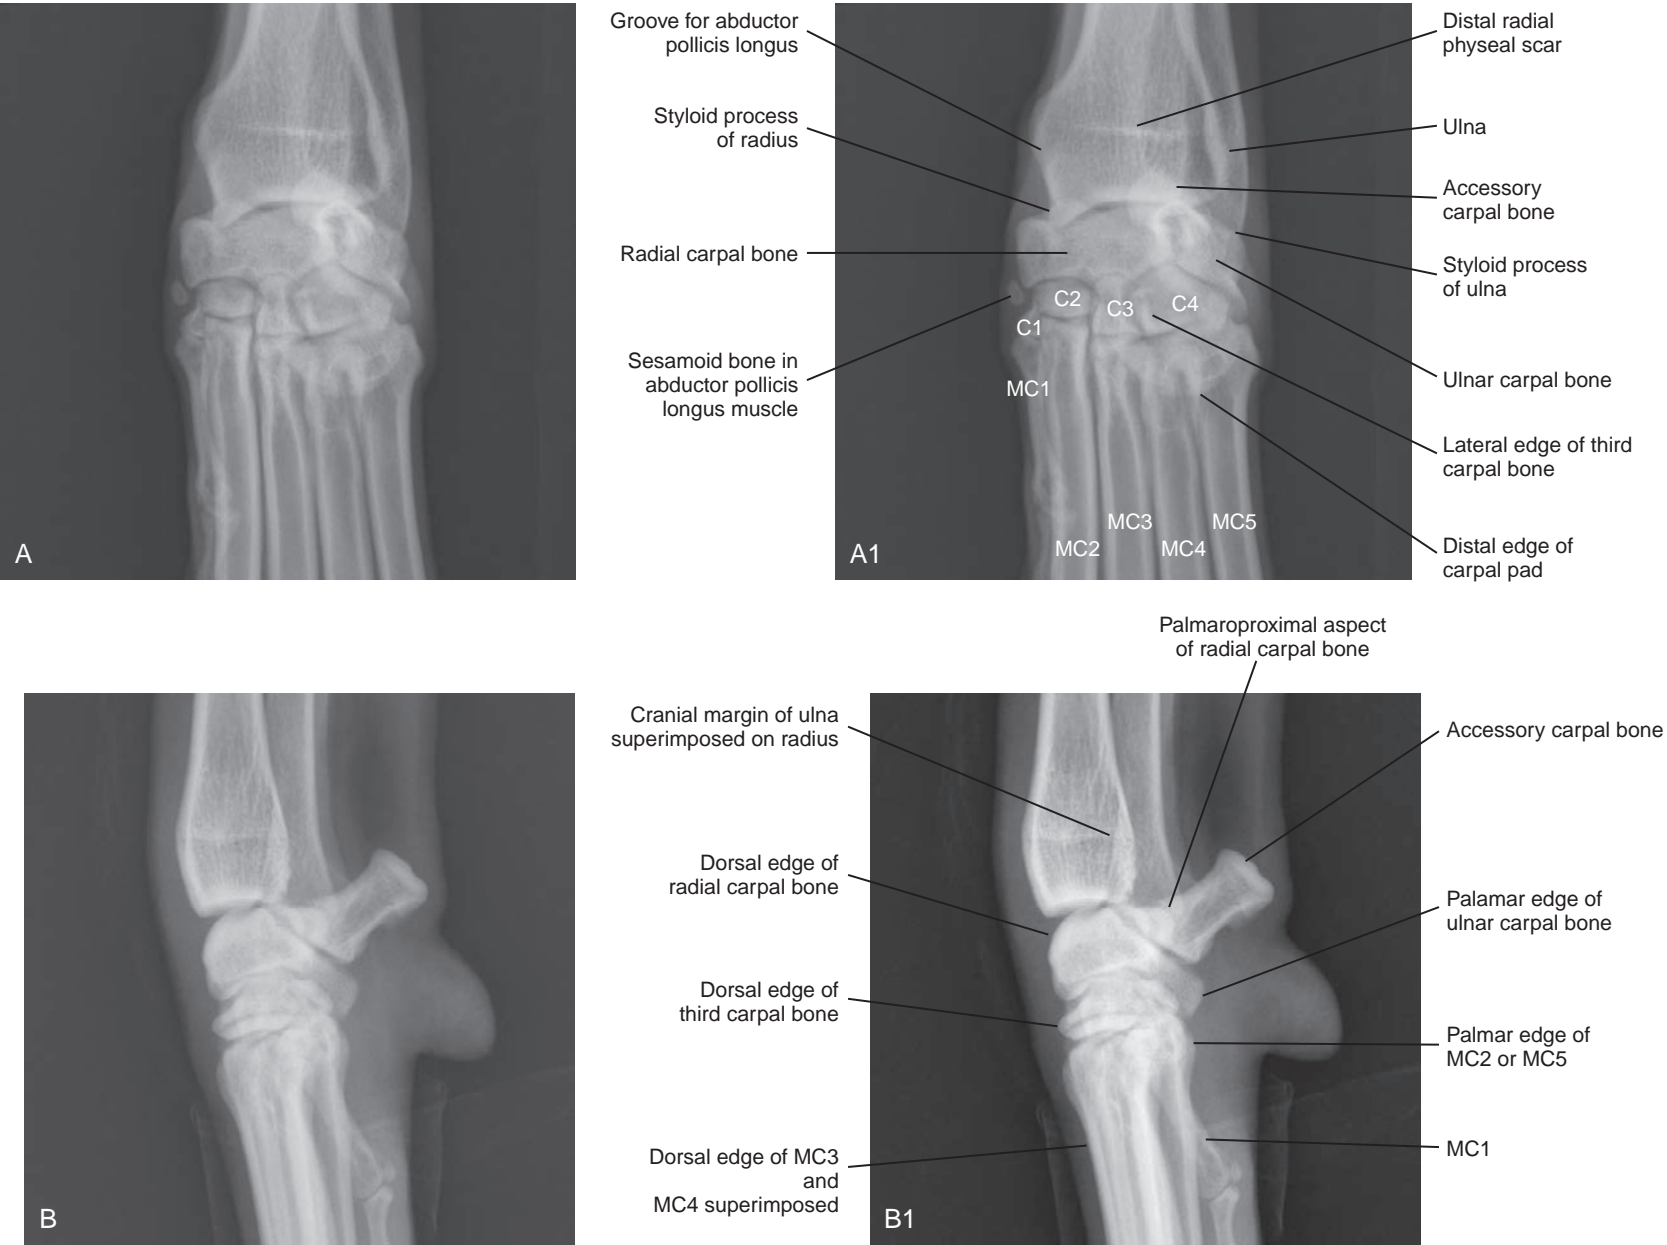 Groove for abductor
pollicis longus
Styloid process
of radius
Radial carpal bone
Sesamoid bone in
abductor pollicis
longus muscle
A
C2
C3
C4
C1
MC1
MC3
MC5
MC2
MC4
A1
Distal radial
physeal scar
Ulna
Accessory
carpal bone
Styloid process
of ulna
Ulnar carpal bone
Lateral edge of third
carpal bone
Distal edge of
carpal pad
Palmaroproximal aspect
of radial carpal bone
Cranial margin of ulna
superimposed on radius
Dorsal edge of
radial carpal bone
Dorsal edge of
third carpal bone
Dorsal edge of MC3
and
MC4 superimposed
B
B1
Accessory carpal bone
Palamar edge of
ulnar carpal bone
Palmar edge of
MC2 or MC5
MC1